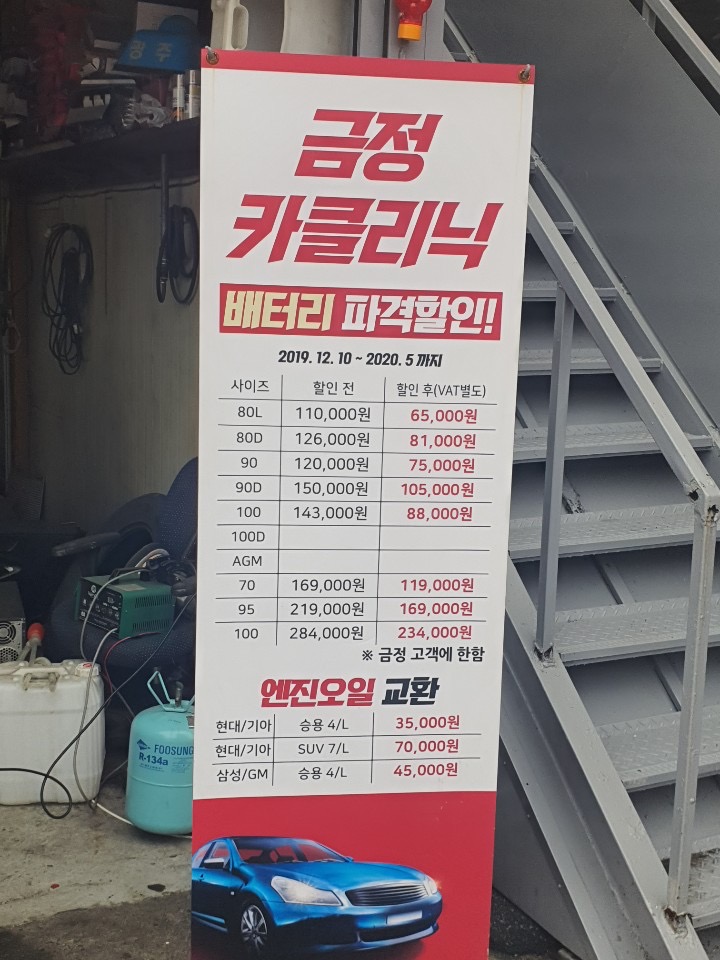 광주
금정
카클리닉
배터리 파격할인!
2019. 12. 10 ~ 2020. 5 까지
사이즈 할인 전 할인 후(VAT별도)
80L 110,000원 65,000원
80D 126,000원 81,000원
90 120,000원 75,000원
90D 150,000원 105,000원
100 143,000원 88,000원
100D
AGM
70 169,000원 119,000원
95 219,000원 169,000원
100 284,000원 234,000원
※ 금정 고객에 한함
엔진오일 교환
현대/기아 승용 4/L 35,000원
현대/기아 SUV 7/L 70,000원
삼성/GM 승용 4/L 45,000원
FOOSUNG
R-134a